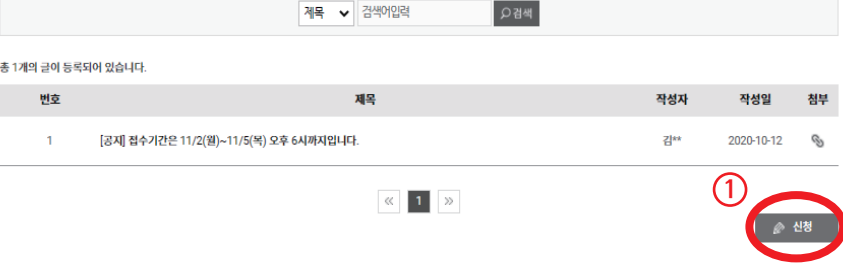 제목 검색어입력 검색
총 1개의 글이 등록되어 있습니다.
번호 제목 작성자 작성일 첨부
1 [공지] 접수기간은 11/2(월)~11/5(목) 오후 6시까지입니다. 김** 2020-10-12
« 1 »
①
신청